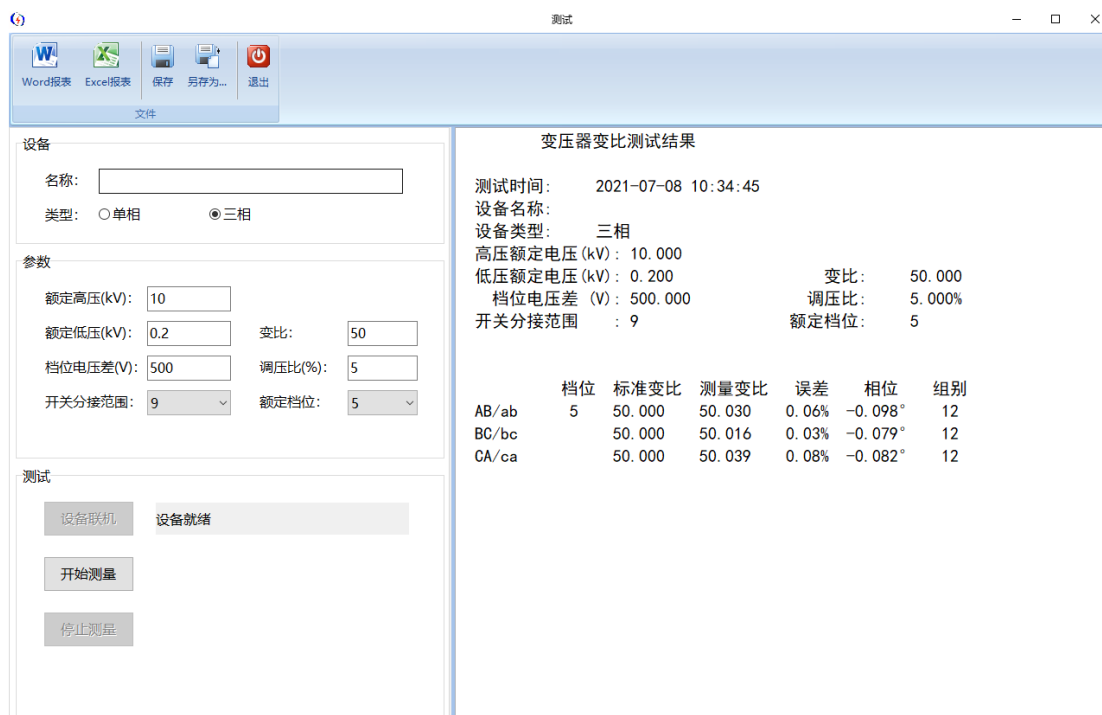 测试
Word报表 Excel报表 保存 另存为... 退出
文件
设备
名称:
类型: 单相 三相
参数
额定高压(kV): 10
额定低压(kV): 0.2 变比: 50
档位电压差(V): 500 调压比(%): 5
开关分接范围: 9 额定档位: 5
测试
设备联机 设备就绪
开始测量
停止测量
变压器变比测试结果
测试时间: 2021-07-08 10:34:45
设备名称:
设备类型: 三相
高压额定电压(kV): 10.000
低压额定电压(kV): 0.200 变比: 50.000
档位电压差 (V): 500.000 调压比: 5.000%
开关分接范围 : 9 额定档位: 5
档位 标准变比 测量变比 误差 相位 组别
AB/ab 5 50.000 50.030 0.06% -0.098° 12
BC/bc 50.000 50.016 0.03% -0.079° 12
CA/ca 50.000 50.039 0.08% -0.082° 12